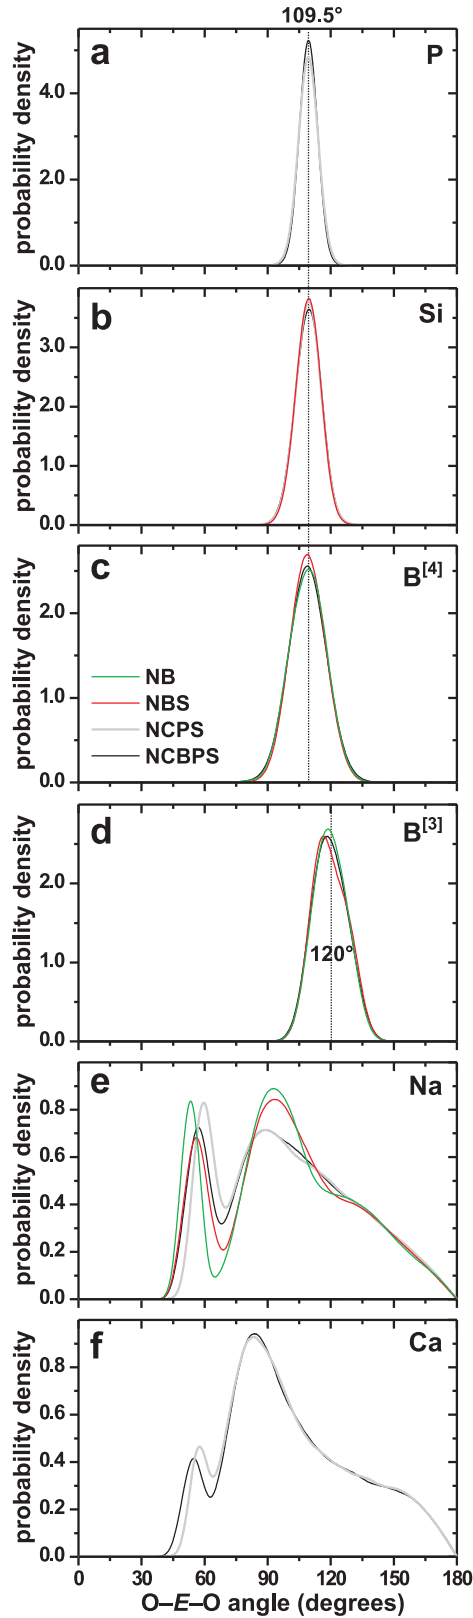 109.5°
a
P
probability density
4.0
2.0
0.0
b
Si
probability density
3.0
2.0
1.0
0.0
c
B[4]
probability density
2.0
1.0
0.0
NB
NBS
NCPS
NCBPS
d
B[3]
probability density
2.0
1.0
0.0
120°
e
Na
probability density
0.8
0.6
0.4
0.2
0.0
f
Ca
probability density
0.8
0.6
0.4
0.2
0.0
0 30 60 90 120 150 180
O–E–O angle (degrees)